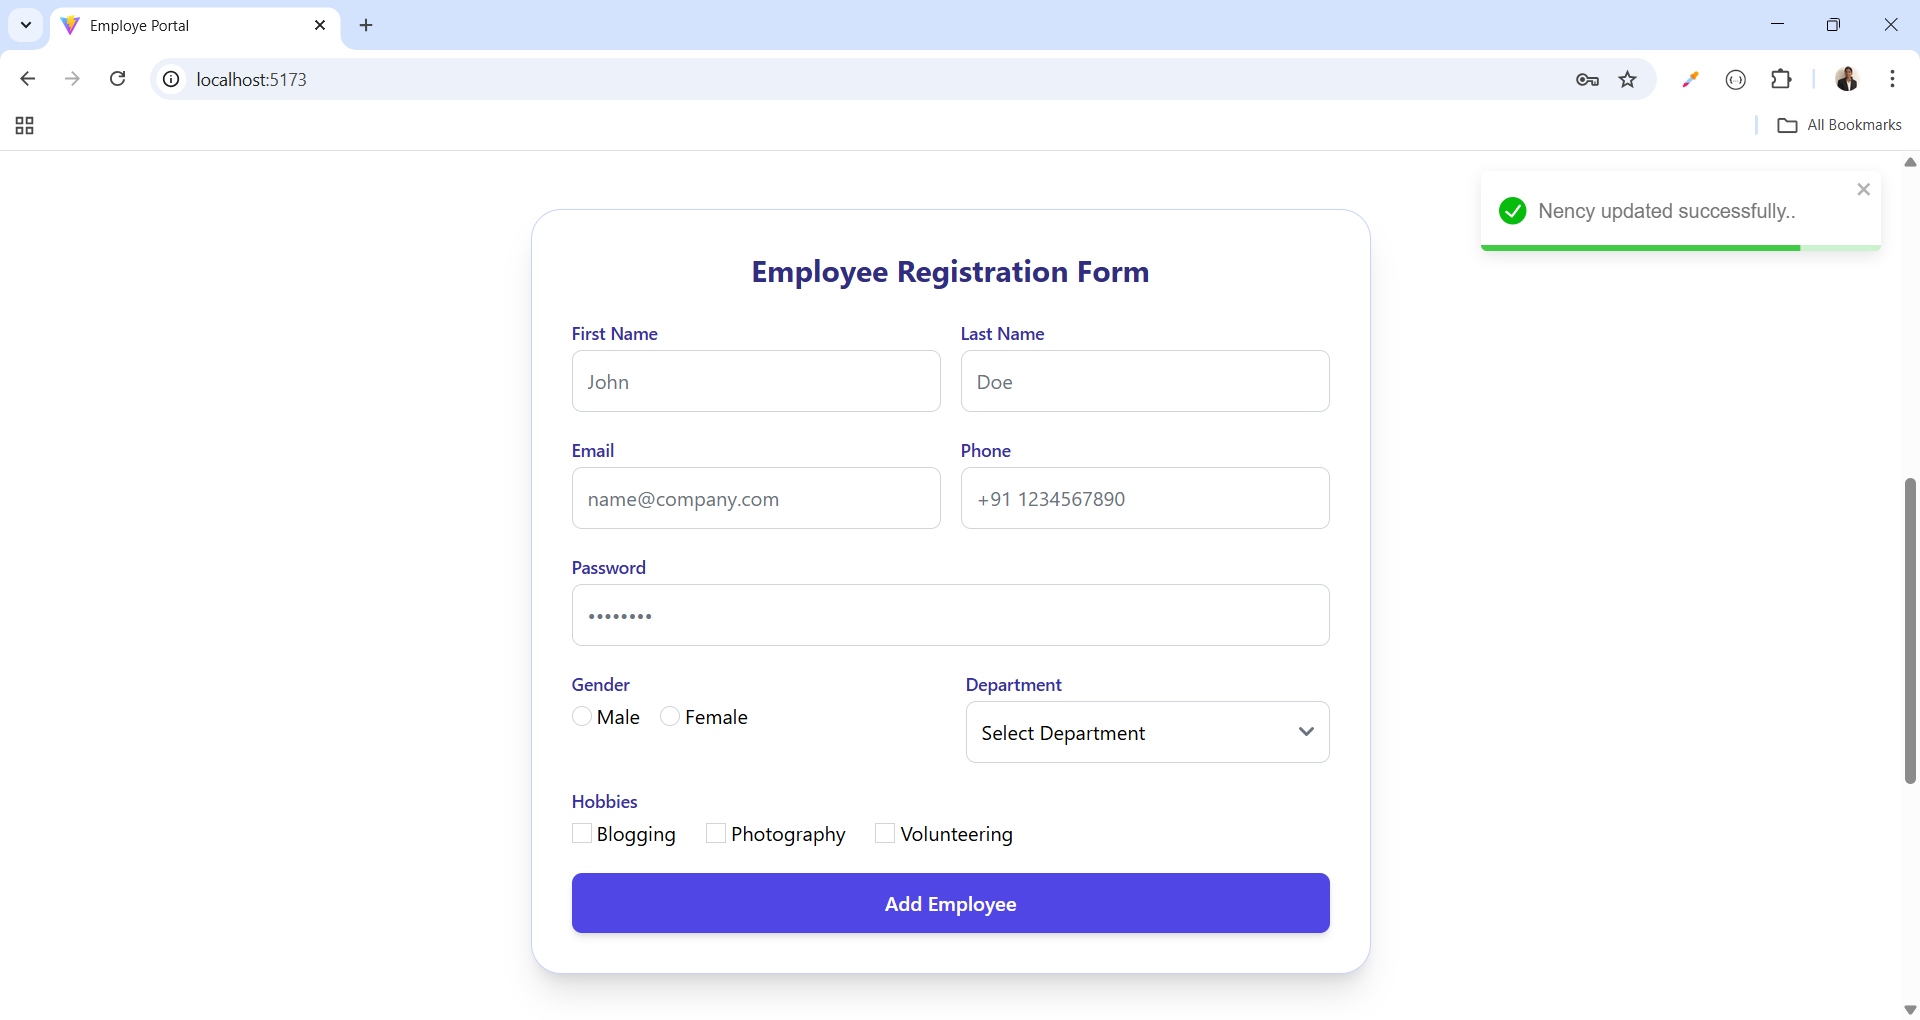 Employe Portal
localhost:5173
All Bookmarks
Nency updated successfully..
Employee Registration Form
First Name
Last Name
John
Doe
Email
Phone
name@company.com
+91 1234567890
Password
••••••••
Gender
Department
Male
Female
Select Department
Hobbies
Blogging
Photography
Volunteering
Add Employee